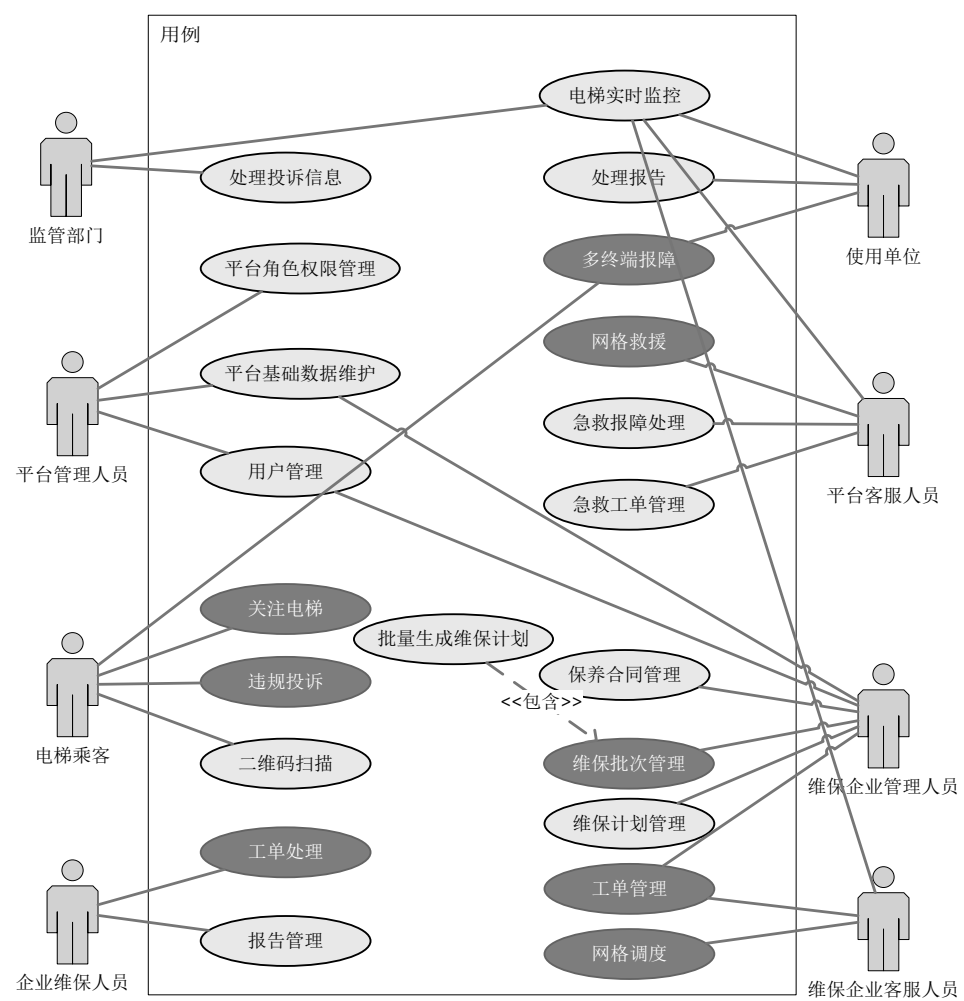 用例
电梯实时监控
处理投诉信息
处理报告
监管部门
使用单位
平台角色权限管理
多终端报障
网格救援
平台基础数据维护
急救报障处理
用户管理
平台管理人员
急救工单管理
平台客服人员
关注电梯
批量生成维保计划
违规投诉
保养合同管理
<<包含>>
电梯乘客
二维码扫描
维保批次管理
维保企业管理人员
维保计划管理
工单处理
工单管理
报告管理
网格调度
企业维保人员
维保企业客服人员